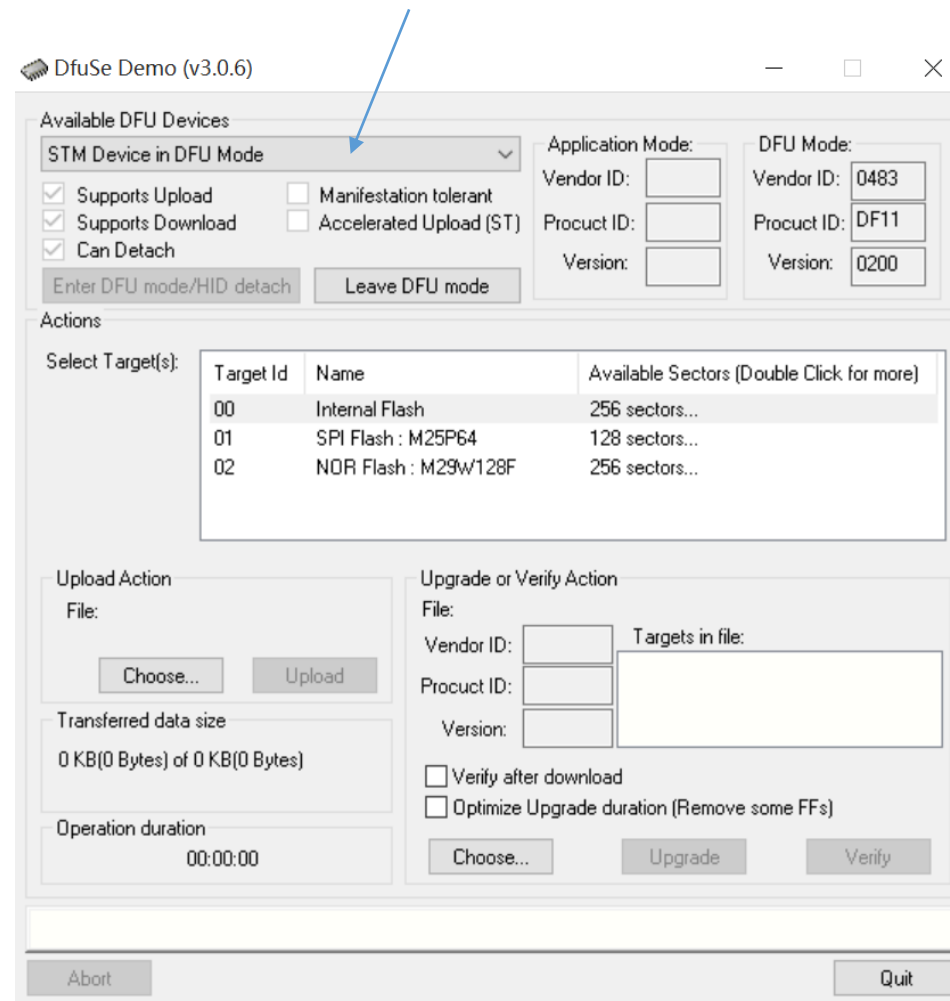 DfuSe Demo (v3.0.6)
Available DFU Devices
STM Device in DFU Mode
Supports Upload
Manifestation tolerant
Supports Download
Accelerated Upload (ST)
Can Detach
Enter DFU mode/HID detach
Leave DFU mode
Application Mode:
Vendor ID:
Procuct ID:
Version:
DFU Mode:
Vendor ID: 0483
Procuct ID: DF11
Version: 0200
Actions
Select Target(s):
Target Id Name Available Sectors (Double Click for more)
00 Internal Flash 256 sectors...
01 SPI Flash : M25P64 128 sectors...
02 NOR Flash : M29W128F 256 sectors...
Upload Action
File:
Choose... Upload
Transferred data size
0 KB(0 Bytes) of 0 KB(0 Bytes)
Operation duration
00:00:00
Upgrade or Verify Action
File:
Vendor ID:
Procuct ID:
Version:
Targets in file:
Verify after download
Optimize Upgrade duration (Remove some FFs)
Choose... Upgrade Verify
Abort Quit